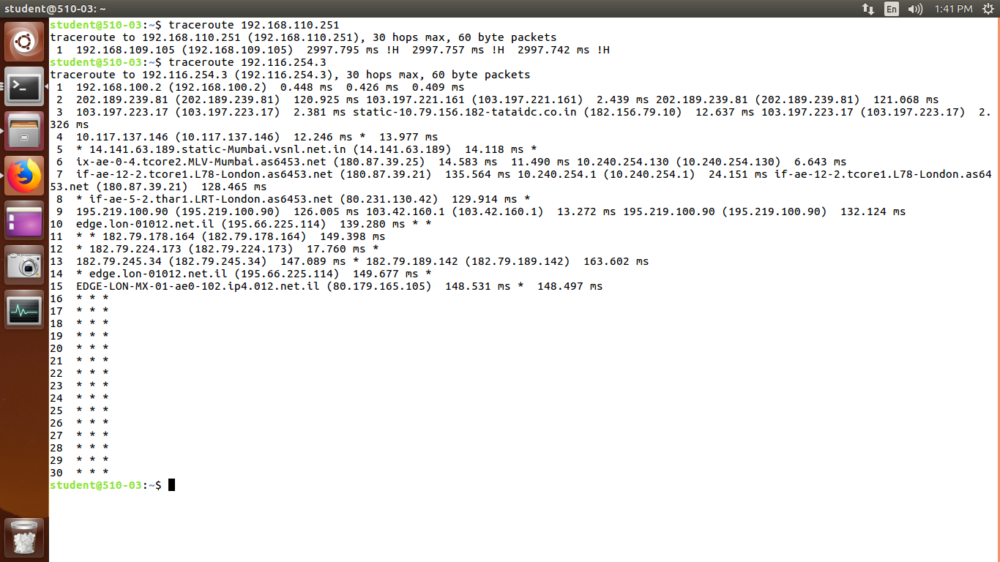 student@510-03: ~
En
1:41 PM
student@510-03:~$ traceroute 192.168.110.251
traceroute to 192.168.110.251 (192.168.110.251), 30 hops max, 60 byte packets
 1  192.168.109.105 (192.168.109.105)  2997.795 ms !H  2997.757 ms !H  2997.742 ms !H
student@510-03:~$ traceroute 192.116.254.3
traceroute to 192.116.254.3 (192.116.254.3), 30 hops max, 60 byte packets
 1  192.168.100.2 (192.168.100.2)  0.448 ms  0.426 ms  0.409 ms
 2  202.189.239.81 (202.189.239.81)  120.925 ms 103.197.221.161 (103.197.221.161)  2.439 ms 202.189.239.81 (202.189.239.81)  121.068 ms
 3  103.197.223.17 (103.197.223.17)  2.381 ms static-10.79.156.182-tataidc.co.in (182.156.79.10)  12.637 ms 103.197.223.17 (103.197.223.17)  2.
326 ms
 4  10.117.137.146 (10.117.137.146)  12.246 ms *  13.977 ms
 5  * 14.141.63.189.static-Mumbai.vsnl.net.in (14.141.63.189)  14.118 ms *
 6  ix-ae-0-4.tcore2.MLV-Mumbai.as6453.net (180.87.39.25)  14.583 ms  11.490 ms 10.240.254.130 (10.240.254.130)  6.643 ms
 7  if-ae-12-2.tcore1.L78-London.as6453.net (180.87.39.21)  135.564 ms 10.240.254.1 (10.240.254.1)  24.151 ms if-ae-12-2.tcore1.L78-London.as64
53.net (180.87.39.21)  128.465 ms
 8  * if-ae-5-2.thar1.LRT-London.as6453.net (80.231.130.42)  129.914 ms *
 9  195.219.100.90 (195.219.100.90)  126.005 ms 103.42.160.1 (103.42.160.1)  13.272 ms 195.219.100.90 (195.219.100.90)  132.124 ms
10  edge.lon-01012.net.il (195.66.225.114)  139.280 ms * *
11  * * 182.79.178.164 (182.79.178.164)  149.398 ms
12  * 182.79.224.173 (182.79.224.173)  17.760 ms *
13  182.79.245.34 (182.79.245.34)  147.089 ms * 182.79.189.142 (182.79.189.142)  163.602 ms
14  * edge.lon-01012.net.il (195.66.225.114)  149.677 ms *
15  EDGE-LON-MX-01-ae0-102.ip4.012.net.il (80.179.165.105)  148.531 ms *  148.497 ms
16  * * *
17  * * *
18  * * *
19  * * *
20  * * *
21  * * *
22  * * *
23  * * *
24  * * *
25  * * *
26  * * *
27  * * *
28  * * *
29  * * *
30  * * *
student@510-03:~$